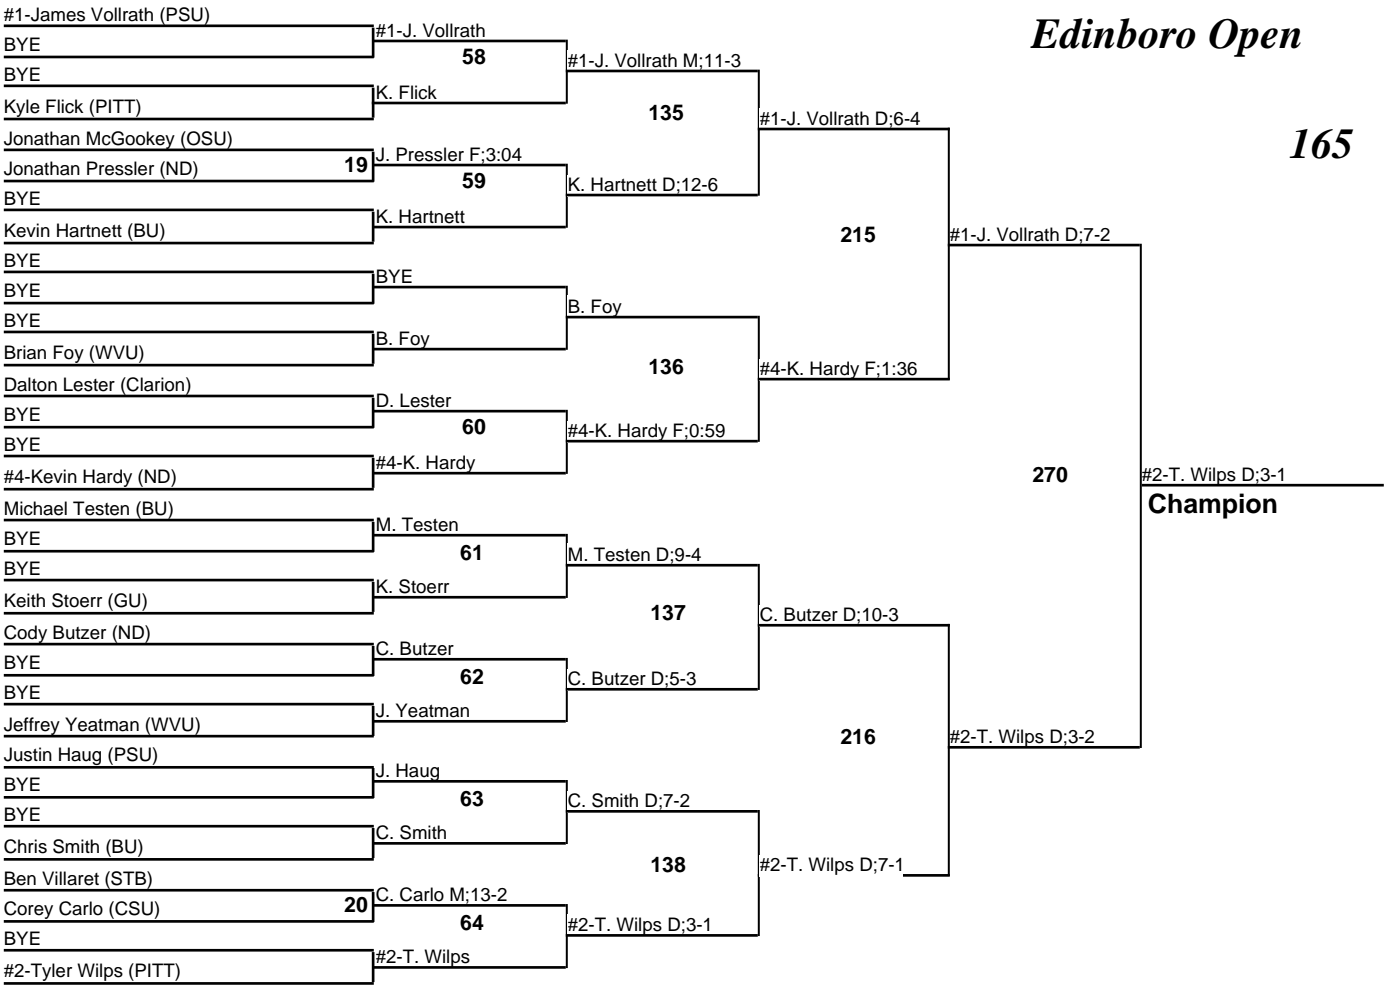 Edinboro Open
165
#1-James Vollrath (PSU)
BYE
BYE
Kyle Flick (PITT)
Jonathan McGookey (OSU)
Jonathan Pressler (ND)
19
BYE
Kevin Hartnett (BU)
BYE
BYE
BYE
Brian Foy (WVU)
Dalton Lester (Clarion)
BYE
BYE
#4-Kevin Hardy (ND)
Michael Testen (BU)
BYE
BYE
Keith Stoerr (GU)
Cody Butzer (ND)
BYE
BYE
Jeffrey Yeatman (WVU)
Justin Haug (PSU)
BYE
BYE
Chris Smith (BU)
Ben Villaret (STB)
Corey Carlo (CSU)
20
BYE
#2-Tyler Wilps (PITT)
#1-J. Vollrath
58
K. Flick
J. Pressler F;3:04
59
K. Hartnett
BYE
B. Foy
D. Lester
60
#4-K. Hardy
M. Testen
61
K. Stoerr
C. Butzer
62
J. Yeatman
J. Haug
63
C. Smith
C. Carlo M;13-2
64
#2-T. Wilps
#1-J. Vollrath M;11-3
135
K. Hartnett D;12-6
B. Foy
136
#4-K. Hardy F;0:59
M. Testen D;9-4
137
C. Butzer D;5-3
C. Smith D;7-2
138
#2-T. Wilps D;3-1
#1-J. Vollrath D;6-4
215
#4-K. Hardy F;1:36
C. Butzer D;10-3
216
#2-T. Wilps D;7-1
#1-J. Vollrath D;7-2
270
#2-T. Wilps D;3-2
#2-T. Wilps D;3-1
Champion